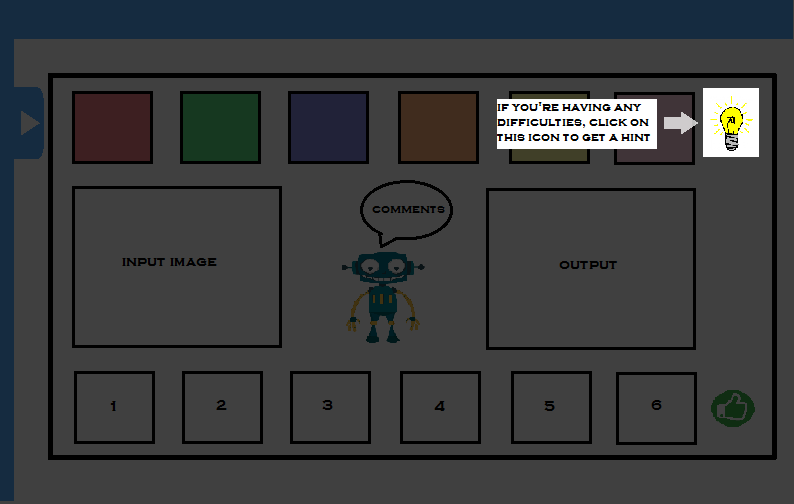 IF YOU'RE HAVING ANY
DIFFICULTIES, CLICK ON
THIS ICON TO GET A HINT
COMMENTS
INPUT IMAGE
OUTPUT
1 2 3 4 5 6